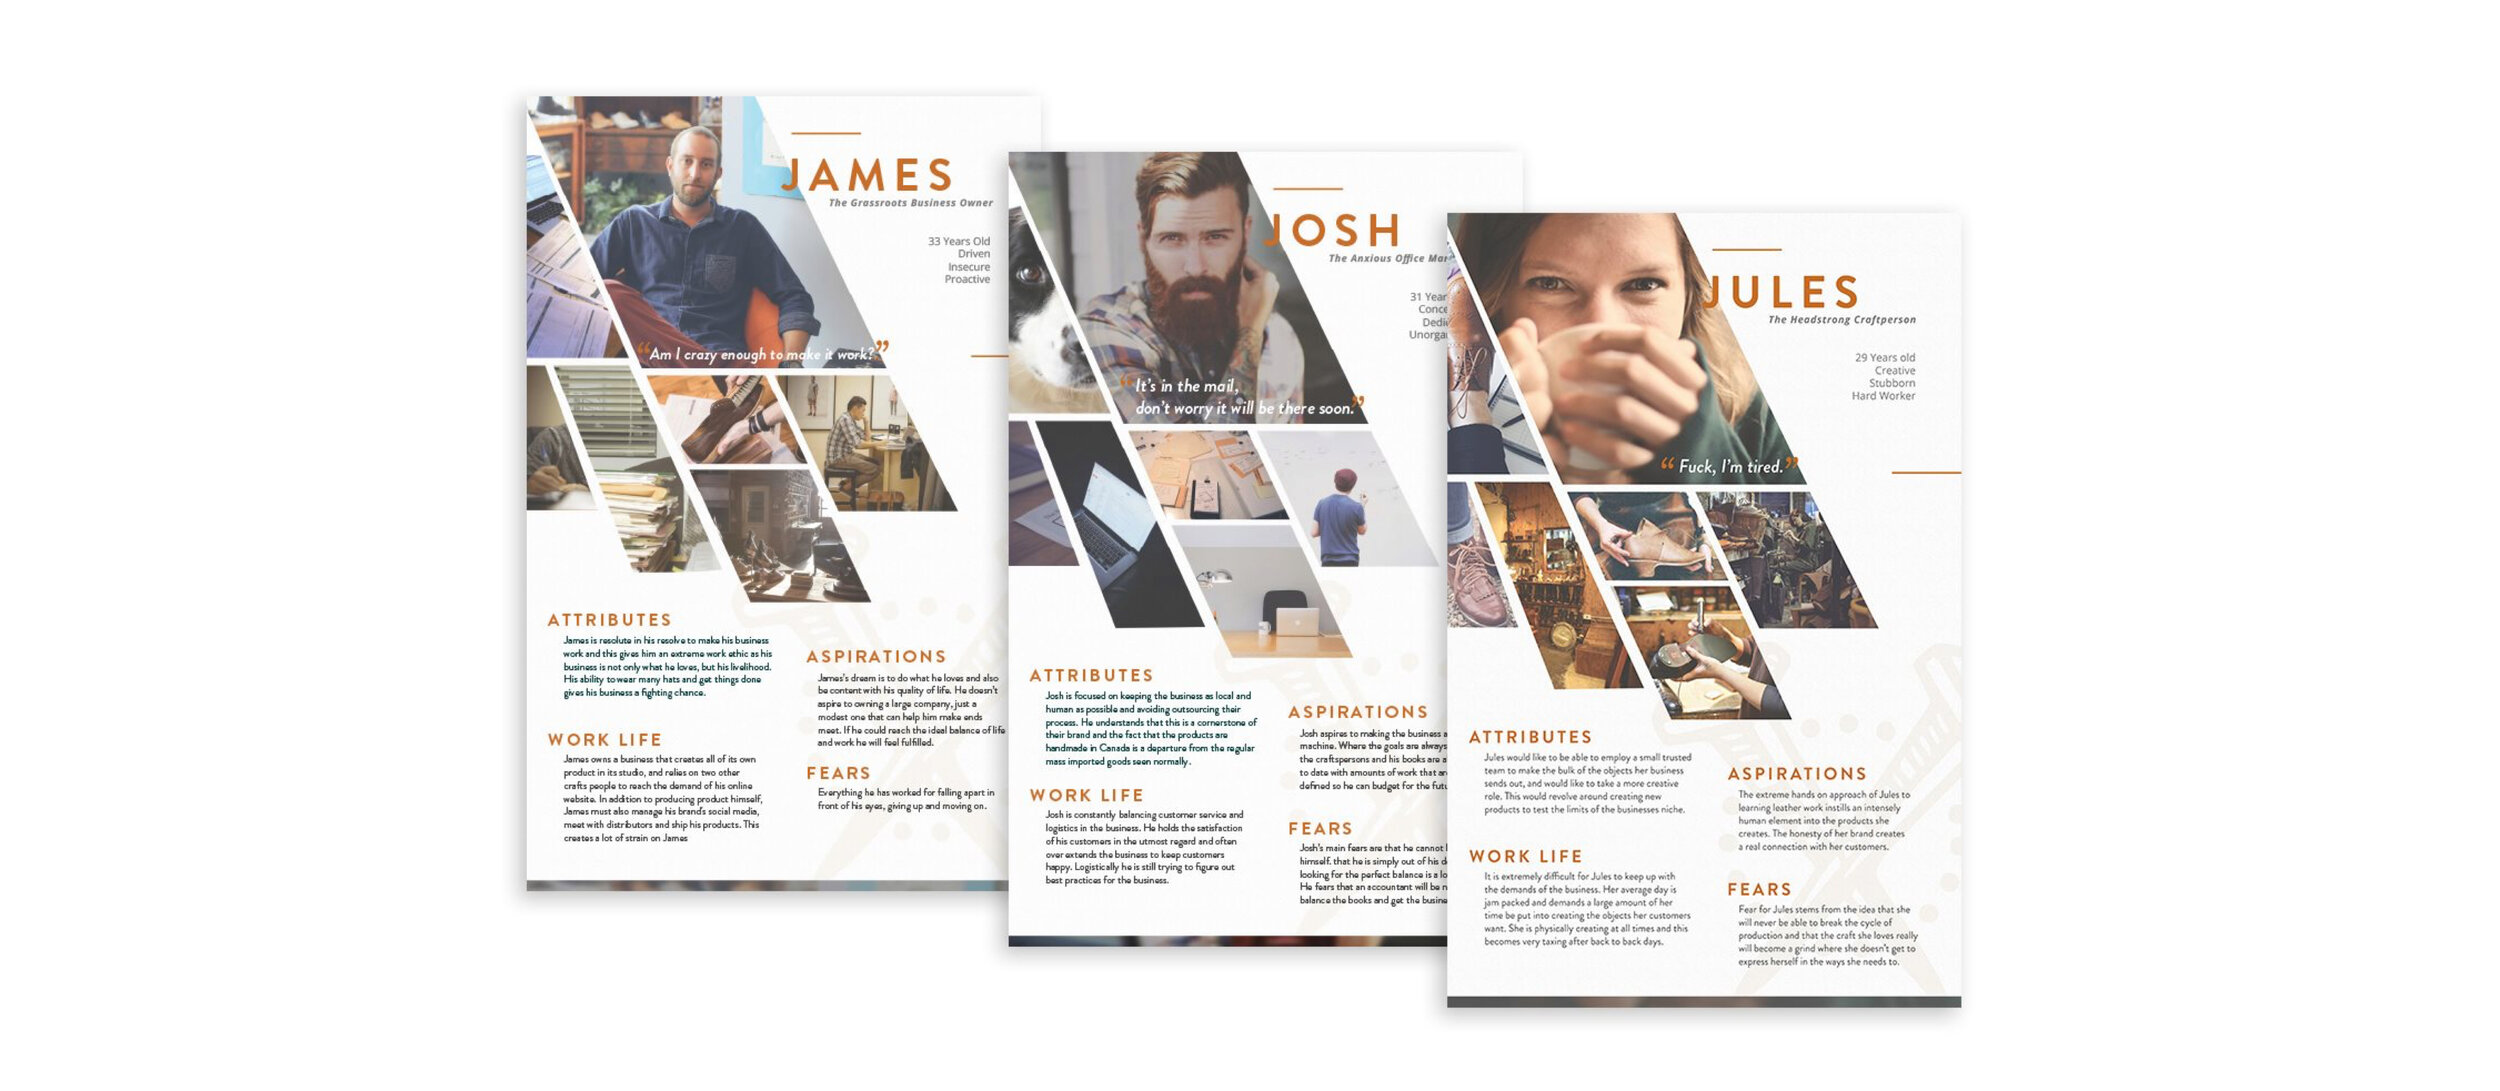 JAMES
The Grassroots Business Owner
33 Years Old
Driven
Insecure
Proactive
“Am I crazy enough to make it work?”
ATTRIBUTES
James is resolute in his resolve to make his business
work and this gives him an extreme work ethic as his
business is not only what he loves, but his livelihood.
His ability to wear many hats and get things done
gives his business a fighting chance.
WORK LIFE
James owns a business that creates all of its own
product in its studio, and relies on two other
crafts people to reach the demand of his online
website. In addition to producing product himself,
James must also manage his brand's social media,
meet with distributors and ship his products. This
creates a lot of strain on James
ASPIRATIONS
James's dream is to do what he loves and also
be content with his quality of life. He doesn't
aspire to owning a large company, just a
modest one that can help him make ends
meet. If he could reach the ideal balance of life
and work he will feel fulfilled.
FEARS
Everything he has worked for falling apart in
front of his eyes, giving up and moving on.
JOSH
The Anxious Office
31
“It's in the mail,
don't worry it will be there soon.”
ATTRIBUTES
Josh is focused on keeping the business as local and
human as possible and avoiding outsourcing their
process. He understands that this is a cornerstone of
their brand and the fact that the products are
handmade in Canada is a departure from the regular
mass imported goods seen normally.
WORK LIFE
Josh is constantly balancing customer service and
logistics in the business. He holds the satisfaction
of his customers in the utmost regard and often
over extends the business to keep customers
happy. Logistically he is still trying to figure out
best practices for the business.
ASPIRATIONS
Josh aspires to making the business
machine. Where the goals are always
the craftspersons and his books are
to date with amounts of work that
defined so he can budget for the
FEARS
Josh's main fears are that he cannot
himself. that he is simply out of his
looking for the perfect balance is a
He fears that an accountant will be
balance the books and get the
JULES
The Headstrong Craftperson
29 Years old
Creative
Stubborn
Hard Worker
“Fuck, I'm tired.”
ATTRIBUTES
Jules would like to be able to employ a small trusted
team to make the bulk of the objects her business
sends out, and would like to take a more creative
role. This would revolve around creating new
products to test the limits of the businesses niche.
WORK LIFE
It is extremely difficult for Jules to keep up with
the demands of the business. Her average day is
jam packed and demands a large amount of her
time be put into creating the objects her customers
want. She is physically creating at all times and this
becomes very taxing after back to back days.
ASPIRATIONS
The extreme hands on approach of Jules to
learning leather work instills an intensely
human element into the products she
creates. The honesty of her brand creates
a real connection with her customers.
FEARS
Fear for Jules stems from the idea that she
will never be able to break the cycle of
production and that the craft she loves really
will become a grind where she doesn't get to
express herself in the ways she needs to.